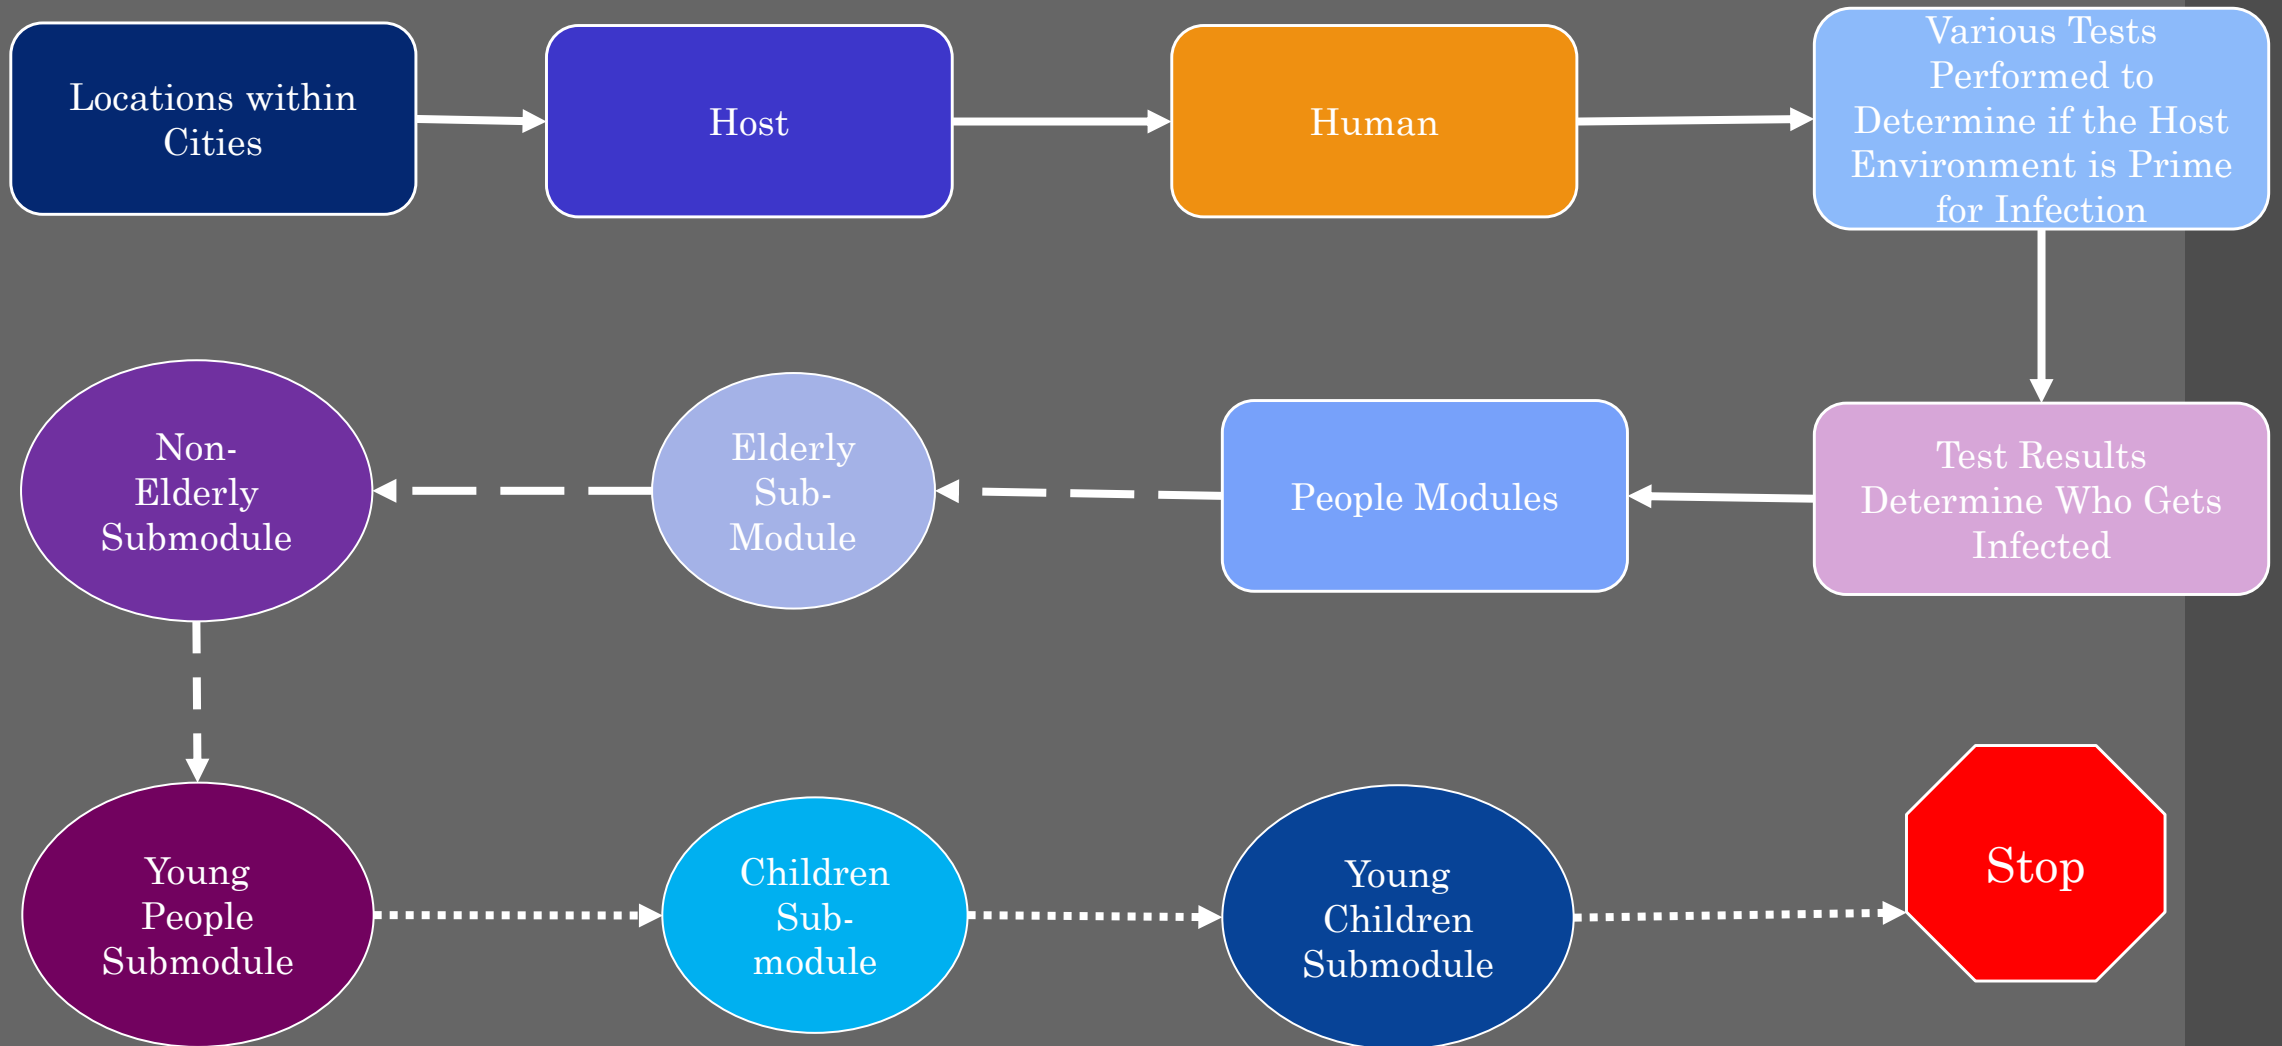 Locations within
Cities
Host
Human
Various Tests
Performed to
Determine if the Host
Environment is Prime
for Infection
Non-
Elderly
Submodule
Elderly
Sub-
Module
People Modules
Test Results
Determine Who Gets
Infected
Young
People
Submodule
Children
Sub-
module
Young
Children
Submodule
Stop